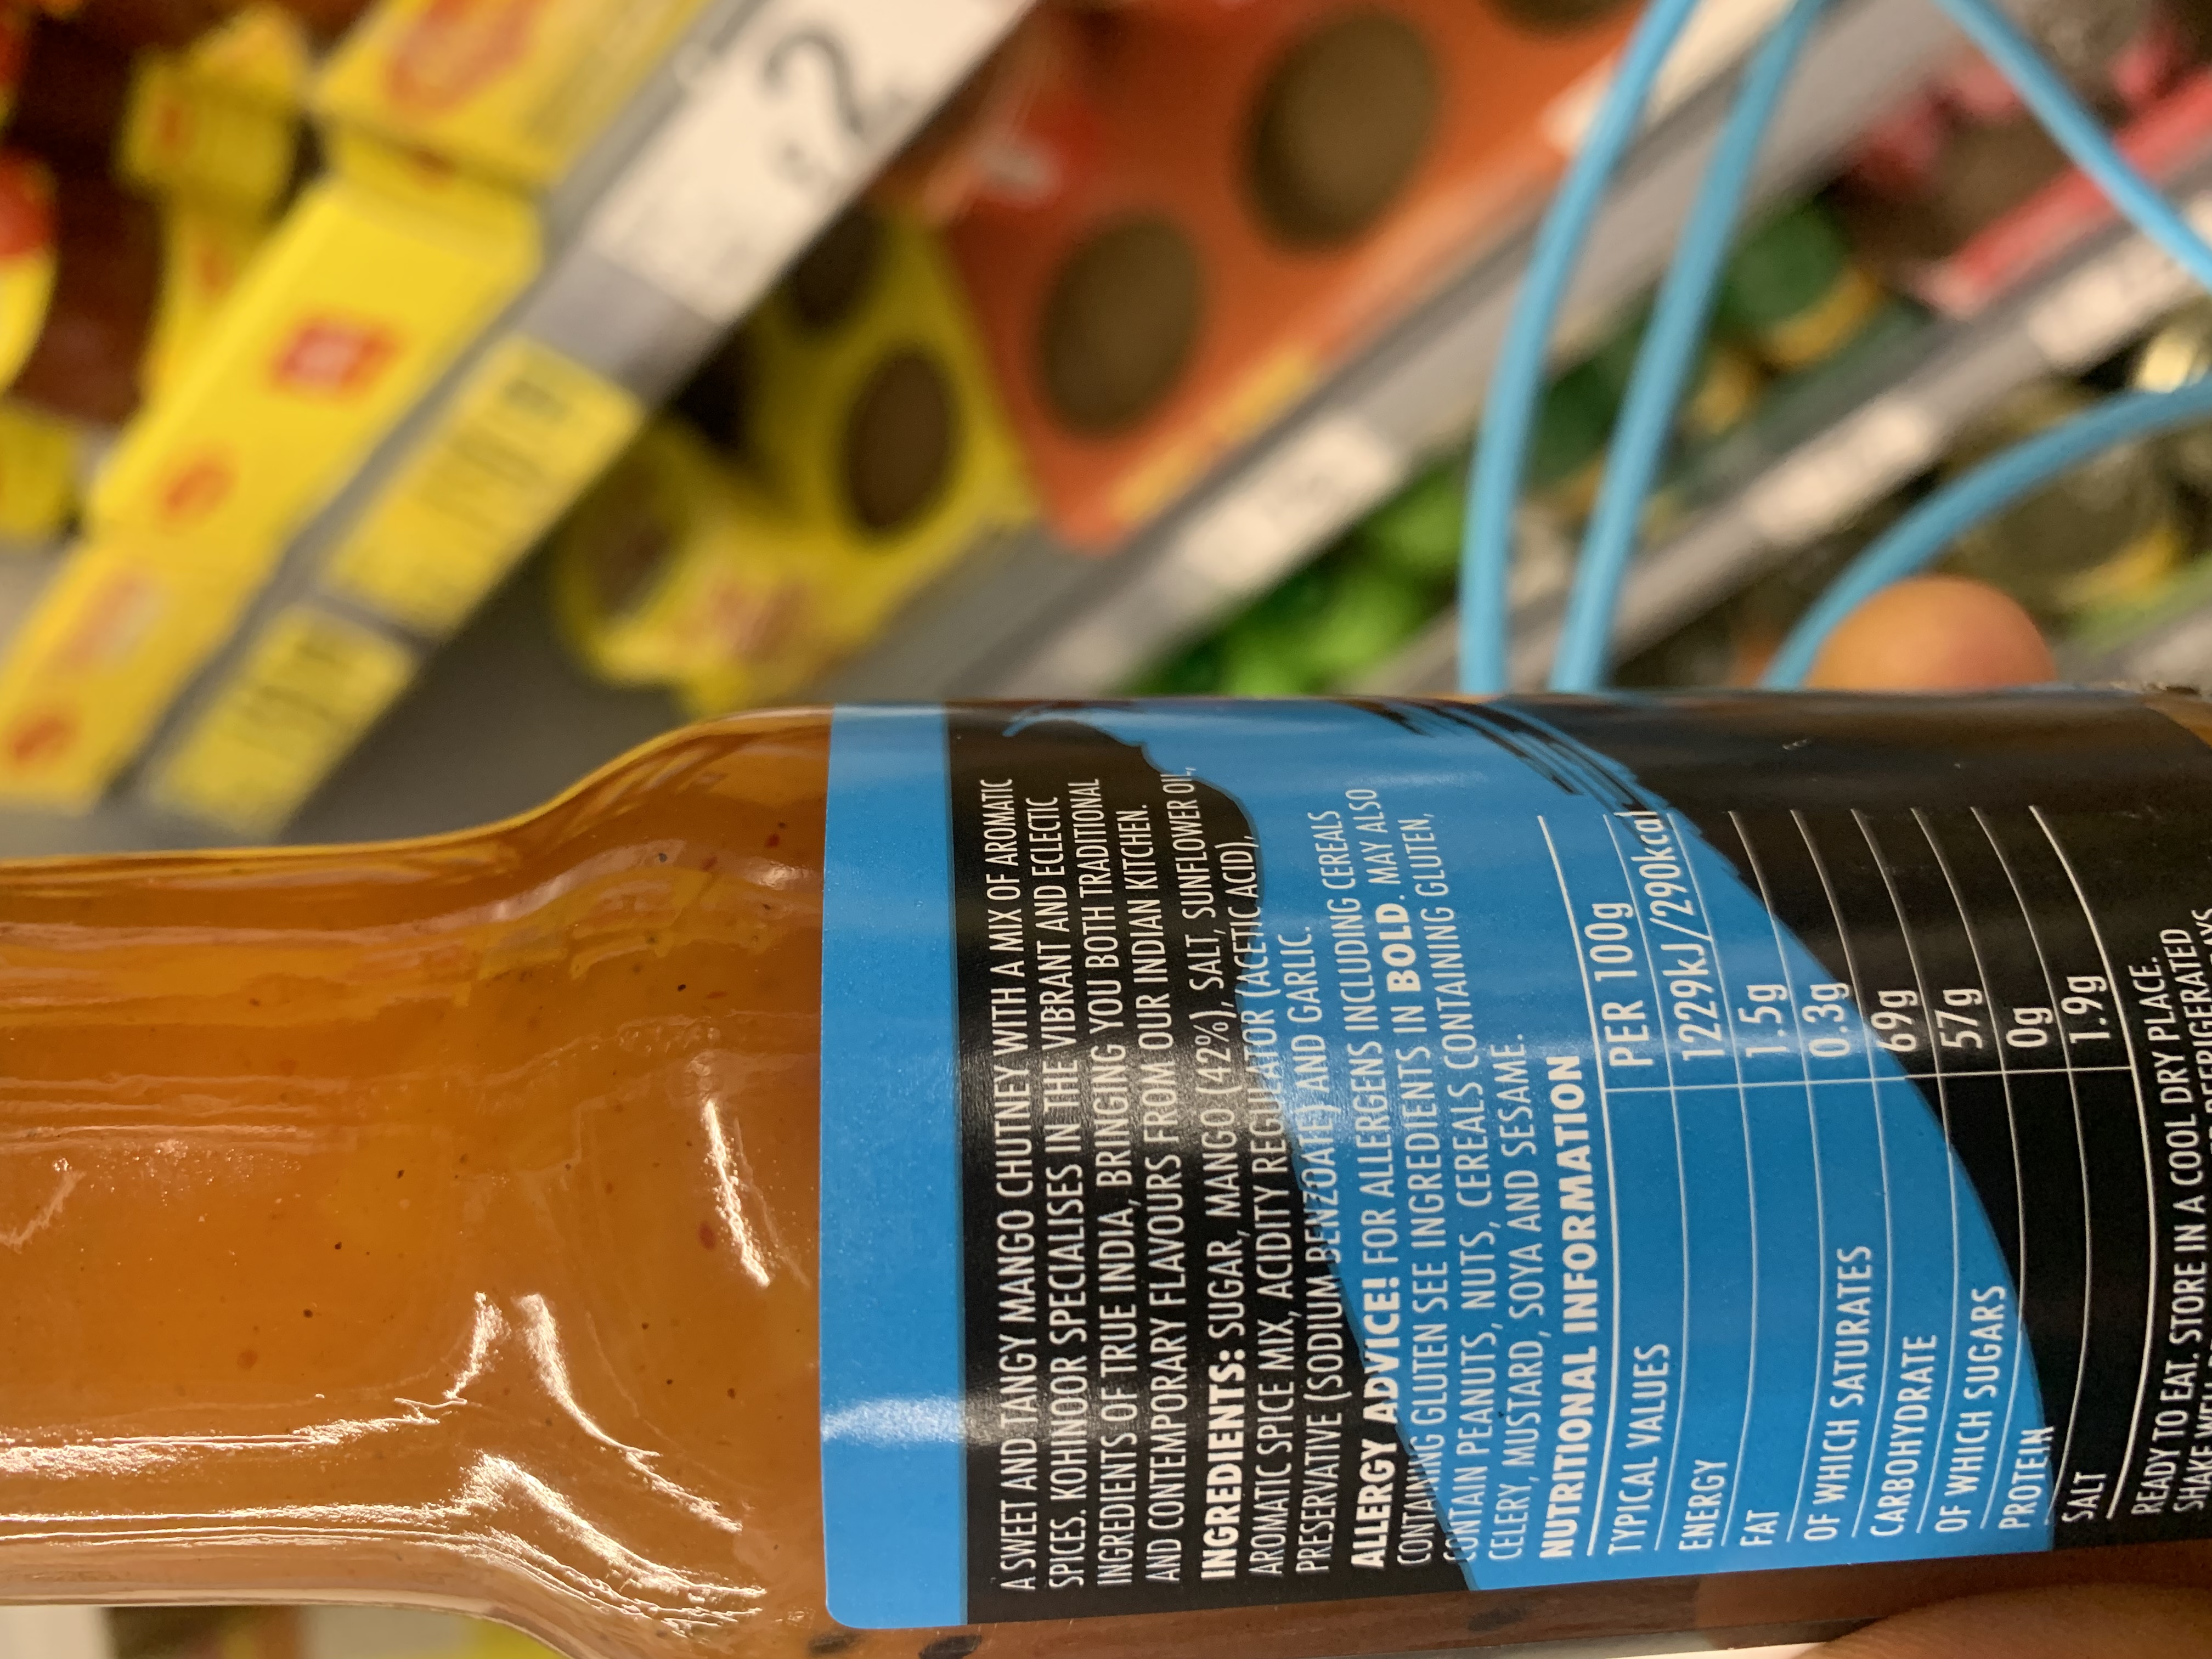 A SWEET AND TANGY MANGO CHUTNEY WITH A MIX OF AROMATIC
SPICES. KOHINOOR SPECIALISES IN THE VIBRANT AND ECLECTIC
INGREDIENTS OF TRUE INDIA, BRINGING YOU BOTH TRADITIONAL
AND CONTEMPORARY FLAVOURS FROM OUR INDIAN KITCHEN.
INGREDIENTS: SUGAR, MANGO (42%), SALT, SUNFLOWER OIL,
AROMATIC SPICE MIX, ACIDITY REGULATOR (ACETIC ACID),
PRESERVATIVE (SODIUM BENZOATE) AND GARLIC.
ALLERGY ADVICE! FOR ALLERGENS INCLUDING CEREALS
CONTAINING GLUTEN SEE INGREDIENTS IN BOLD. MAY ALSO
CONTAIN PEANUTS, NUTS, CEREALS CONTAINING GLUTEN,
CELERY, MUSTARD, SOYA AND SESAME.
NUTRITIONAL INFORMATION
TYPICAL VALUES PER 100g
ENERGY 1229kJ/290kcal
FAT 1.5g
OF WHICH SATURATES 0.3g
CARBOHYDRATE 69g
OF WHICH SUGARS 57g
PROTEIN 0g
SALT 1.9g
READY TO EAT. STORE IN A COOL DRY PLACE.
SHAKE REFRIGERATED
2